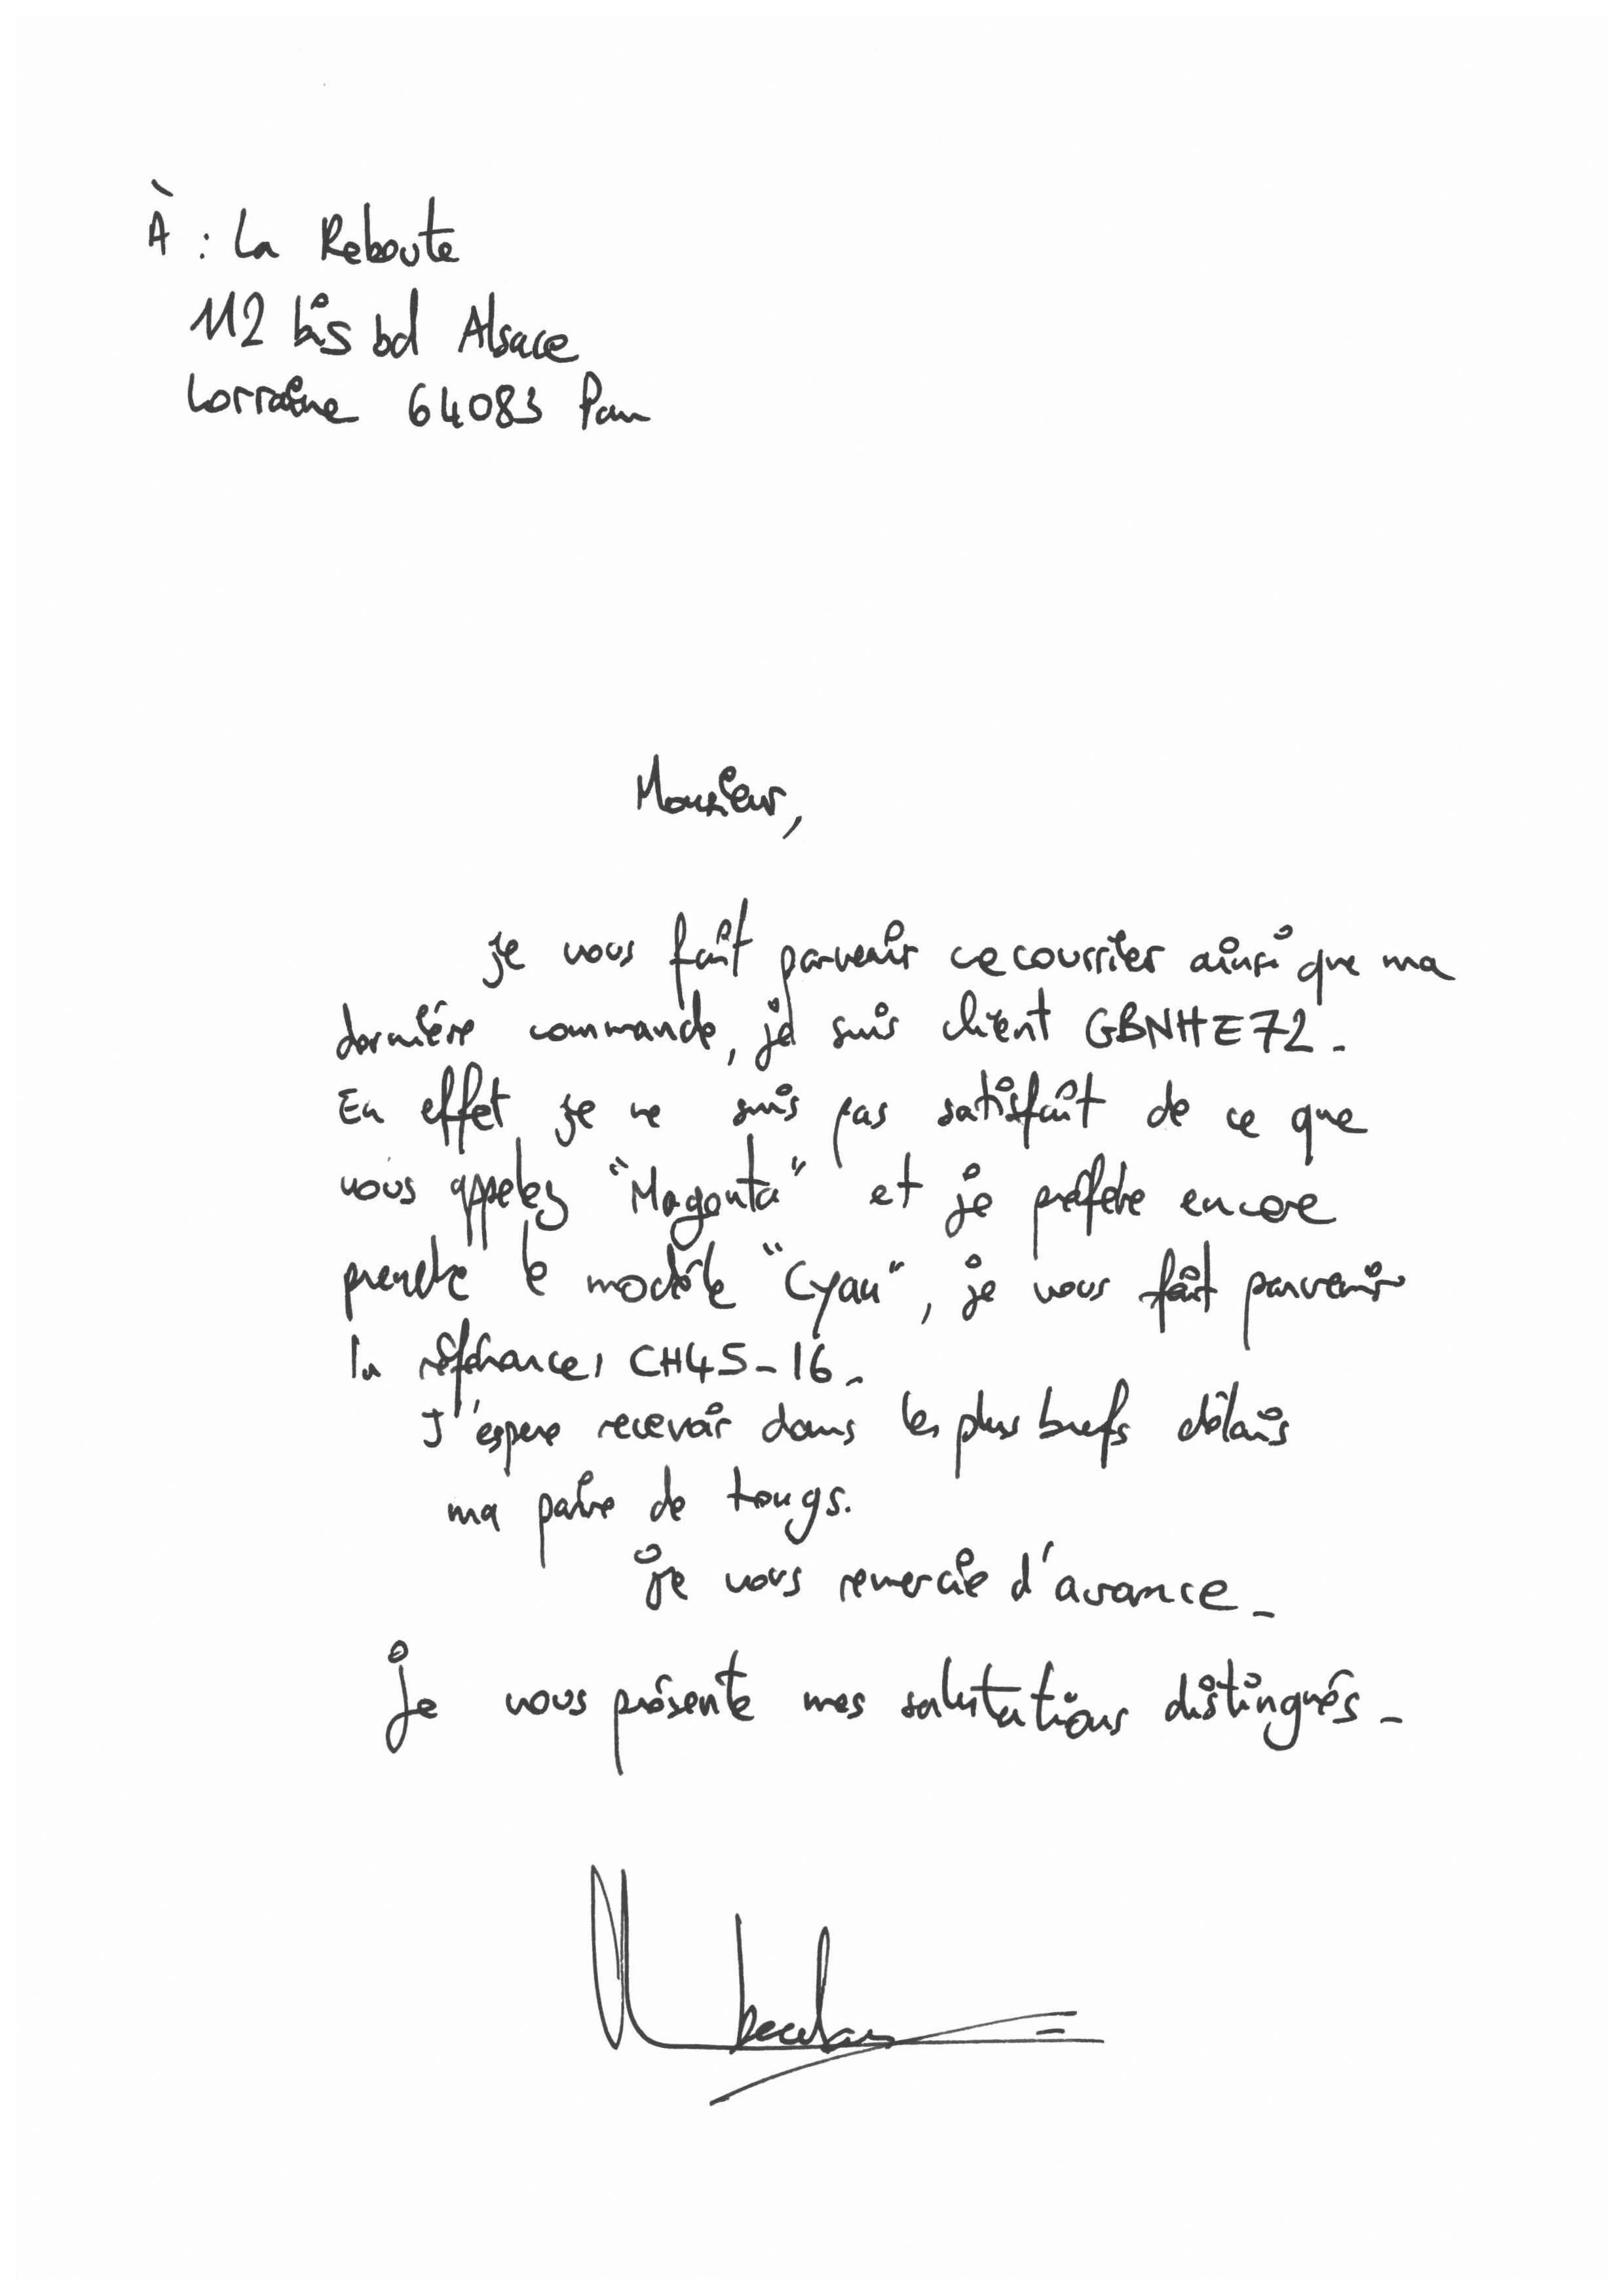 À : La Reboute
112 bis bd Alsace
Lorraine 64083 Pau
Monsieur,
je vous fait parvenir ce courrier ainsi que ma
dernière commande, je suis client GBNHE72.
En effet je ne suis pas satisfait de ce que
vous appelez "Magenta" et je préfère encore
prendre le modèle "Cyan", je vous fait parvenir
la référance, CH45-16.
J'espere recevoir dans les plus brefs délais
ma paire de tongs.
je vous remercie d'avance.
je vous présente mes salutations distingués.